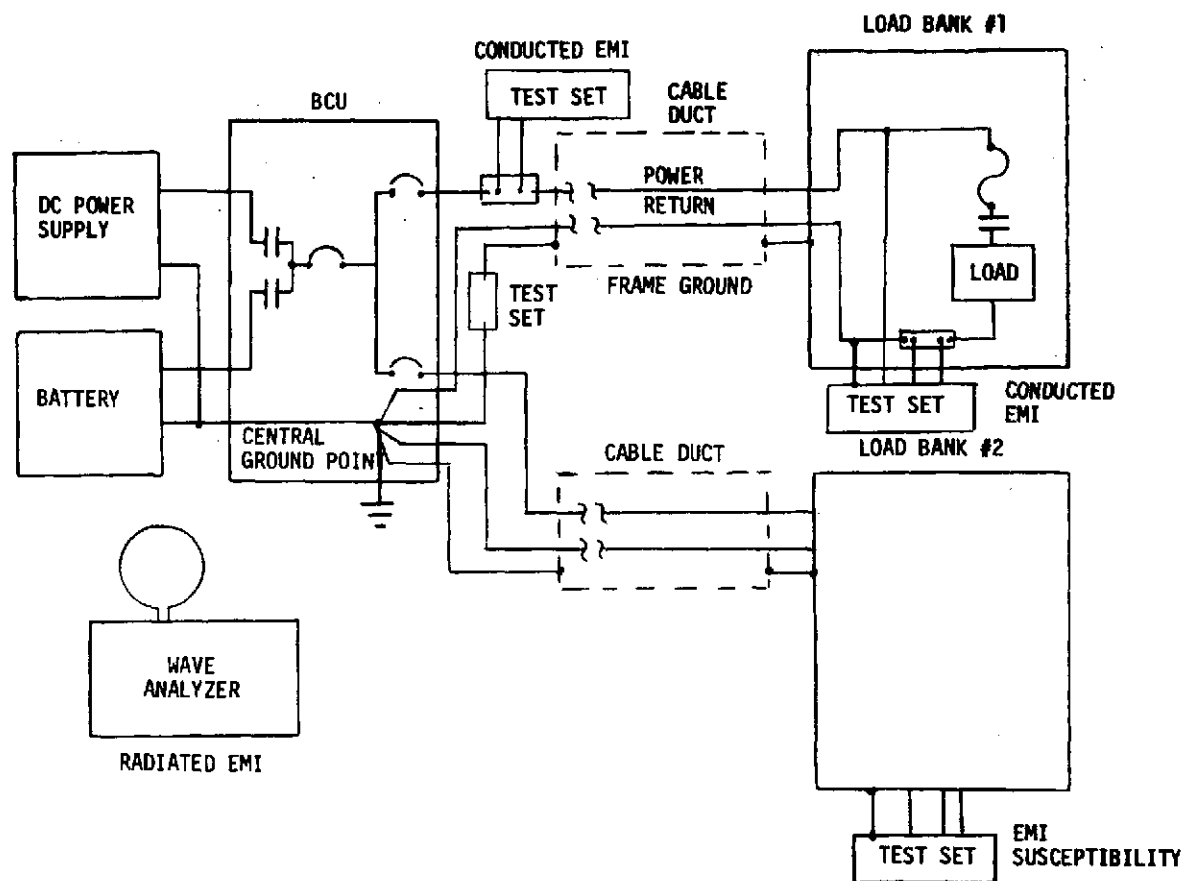 LOAD BANK #1
CONDUCTED EMI
TEST SET
BCU
CABLE
DUCT
DC POWER
SUPPLY
POWER
RETURN
LOAD
FRAME GROUND
TEST
SET
BATTERY
TEST SET
CONDUCTED
EMI
CENTRAL
GROUND POINT
CABLE DUCT
LOAD BANK #2
WAVE
ANALYZER
RADIATED EMI
TEST SET
EMI
SUSCEPTIBILITY